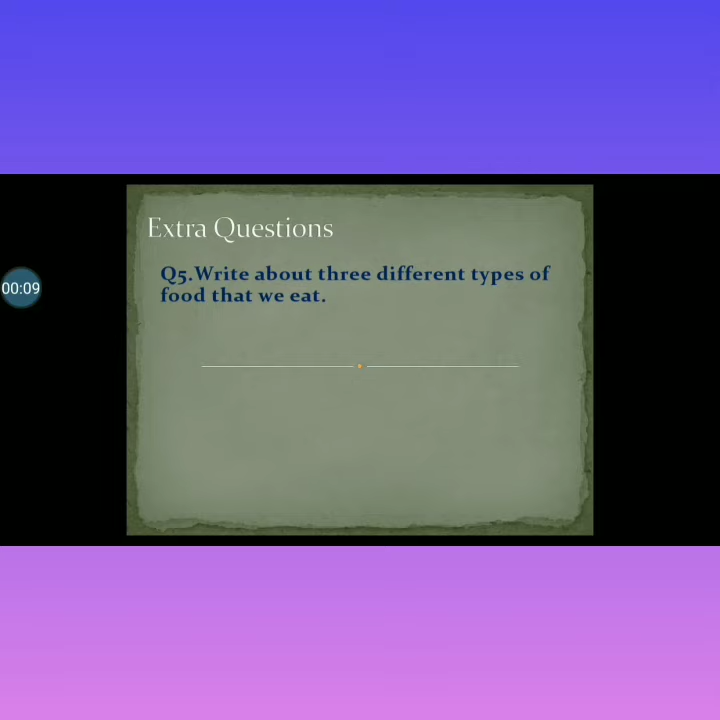 Extra Questions
Q5.Write about three different types of
food that we eat.
00:09